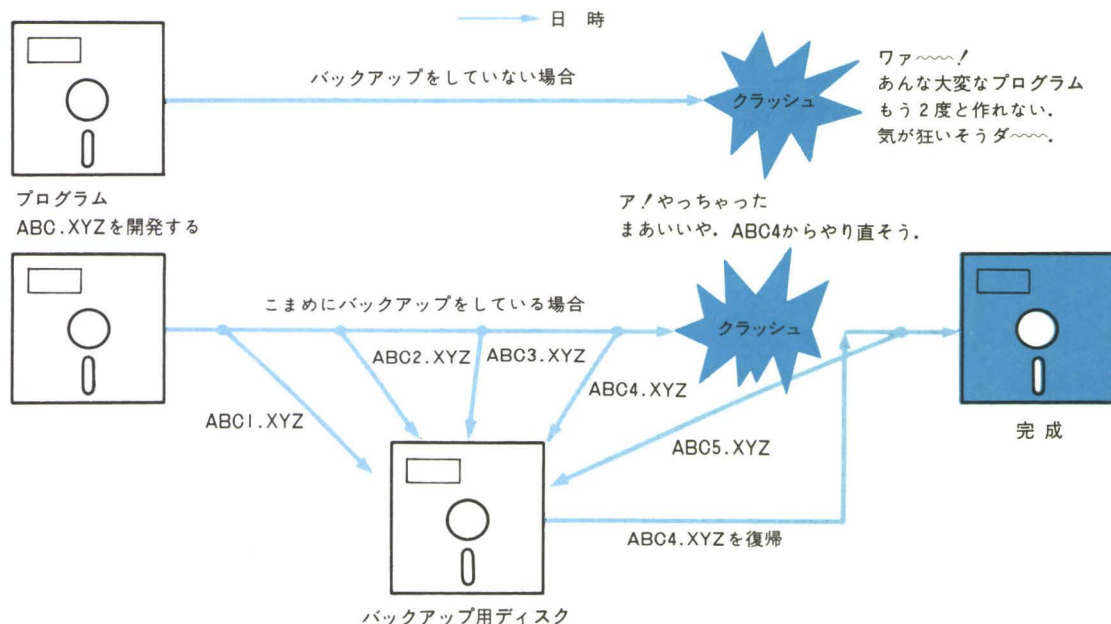 日 時
バックアップをしていない場合
クラッシュ
ワァ〜〜〜!
あんな大変なプログラム
もう2度と作れない.
気が狂いそうダ〜〜〜.
プログラム
ABC.XYZを開発する
ア!やっちゃった
まあいいや.ABC4からやり直そう.
こまめにバックアップをしている場合
クラッシュ
ABC2.XYZ
ABC3.XYZ
ABC4.XYZ
ABC1.XYZ
ABC5.XYZ
完 成
ABC4.XYZを復帰
バックアップ用ディスク